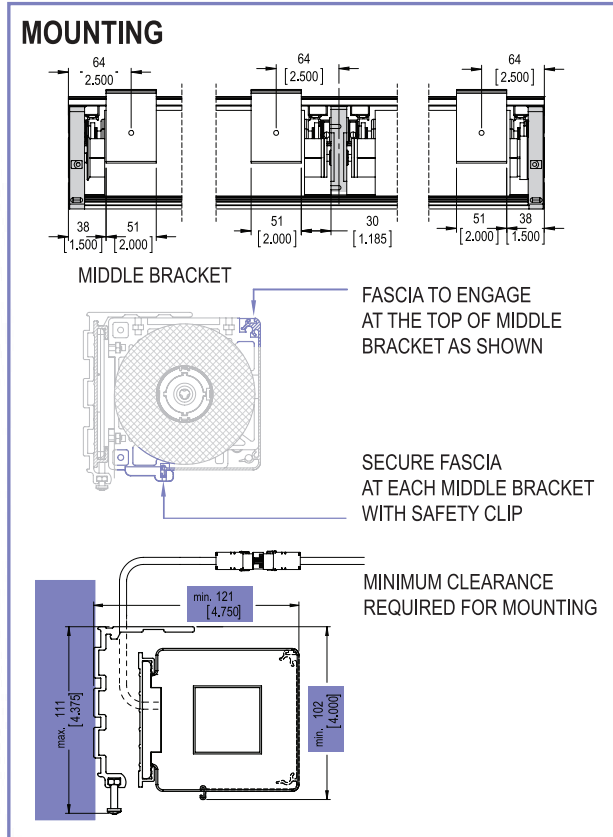 MOUNTING
64
2.500
64
[2.500]
64
[2.500]
38
[1.500]
51
[2.000]
51
[2.000]
30
[1.185]
51
[2.000]
38
[1.500]
MIDDLE BRACKET
FASCIA TO ENGAGE
AT THE TOP OF MIDDLE
BRACKET AS SHOWN
SECURE FASCIA
AT EACH MIDDLE BRACKET
WITH SAFETY CLIP
MINIMUM CLEARANCE
REQUIRED FOR MOUNTING
min. 121
[4.750]
max. 111
[4.375]
min. 102
[4.000]